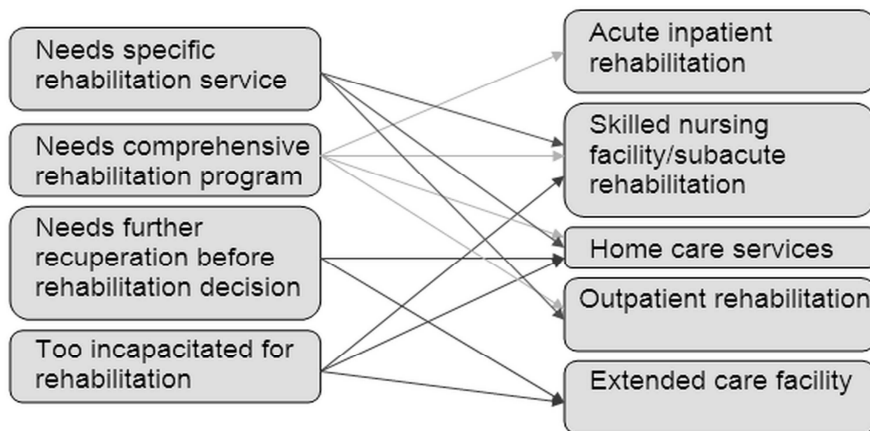 Needs specific
rehabilitation service
Needs comprehensive
rehabilitation program
Needs further
recuperation before
rehabilitation decision
Too incapacitated for
rehabilitation
Acute inpatient
rehabilitation
Skilled nursing
facility/subacute
rehabilitation
Home care services
Outpatient rehabilitation
Extended care facility